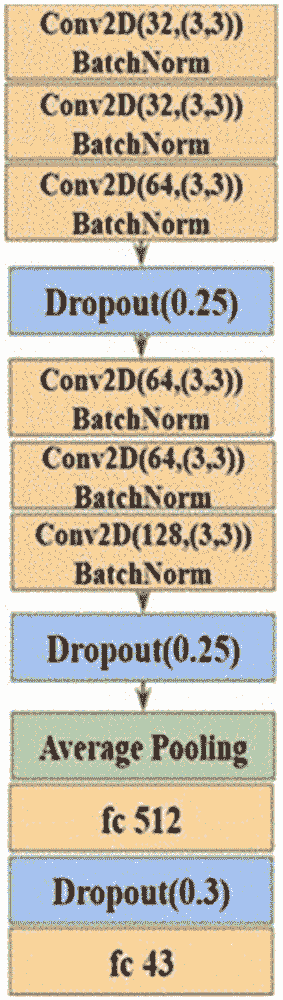 Conv2D(32,(3,3))
BatchNorm
Conv2D(32,(3,3))
BatchNorm
Conv2D(64,(3,3))
BatchNorm
Dropout(0.25)
Conv2D(64,(3,3))
BatchNorm
Conv2D(64,(3,3))
BatchNorm
Conv2D(128,(3,3))
BatchNorm
Dropout(0.25)
Average Pooling
fc 512
Dropout(0.3)
fc 43